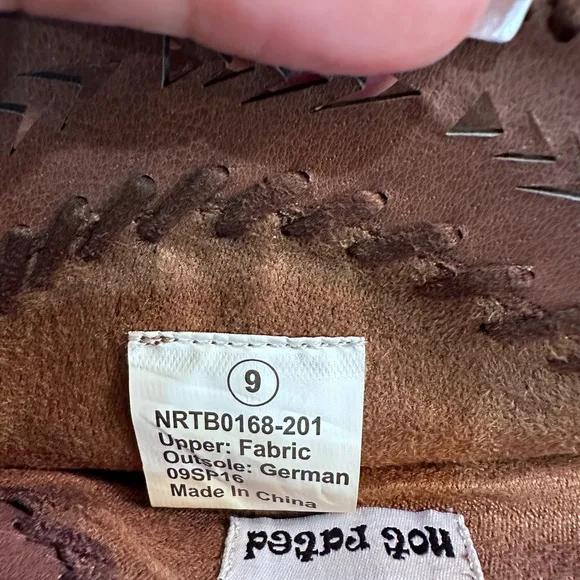 9
NRTB0168-201
Upper: Fabric
Outsole: German
09SP16
Made In China
not rated